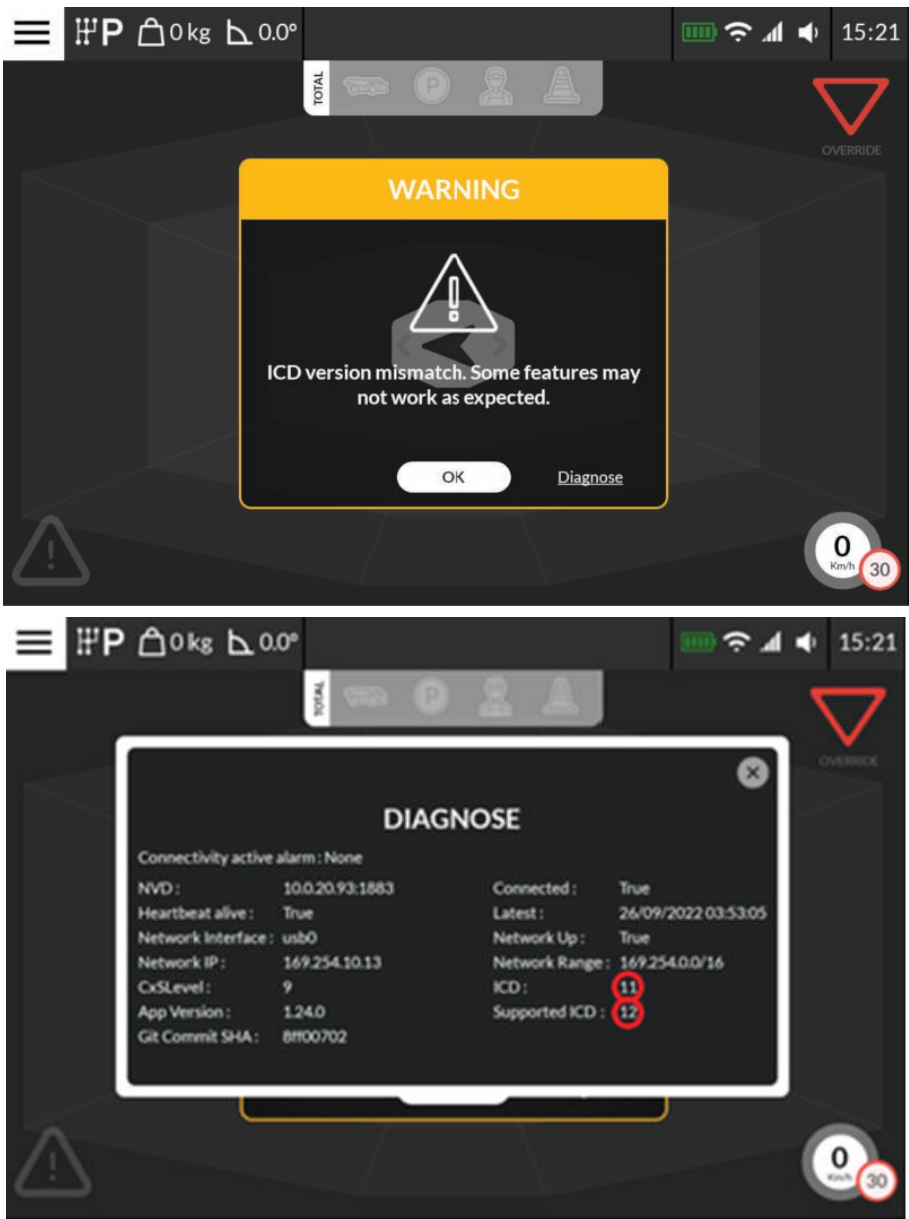 P 0 kg 0.0° 15:21
TOTAL P
OVERRIDE
WARNING
ICD version mismatch. Some features may
not work as expected.
OK Diagnose
0
Km/h 30
P 0 kg 0.0° 15:21
TOTAL P
OVERRIDE
DIAGNOSE
Connectivity active alarm : None
NVD : 10.0.20.93:1883 Connected : True
Heartbeat alive : True Latest : 26/09/2022 03:53:05
Network Interface : usb0 Network Up : True
Network IP : 169.254.10.13 Network Range : 169.254.0.0/16
CxSLevel : 9 ICD : 11
App Version : 1.24.0 Supported ICD : 12
Git Commit SHA : 8ff00702
0
Km/h 30